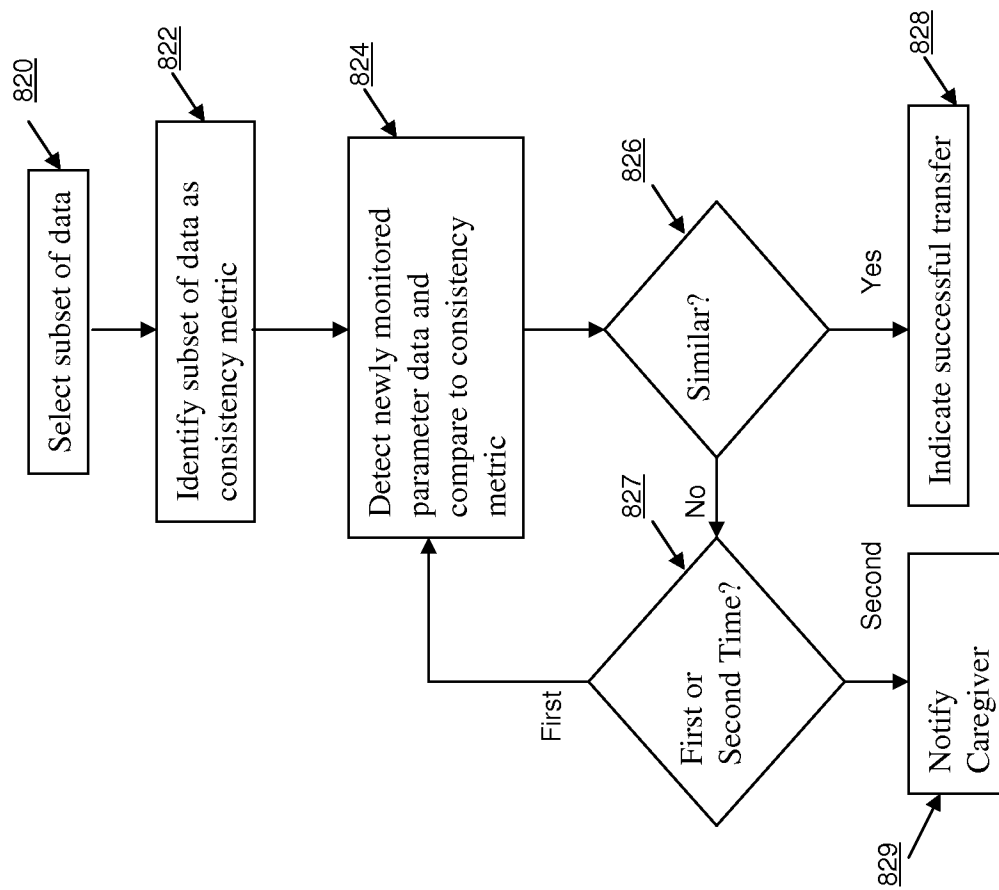 820
Select subset of data
822
Identify subset of data as
consistency metric
824
Detect newly monitored
parameter data and
compare to consistency
metric
826
Similar?
Yes
828
Indicate successful transfer
No
827
First or
Second Time?
First
Second
Notify
Caregiver
829